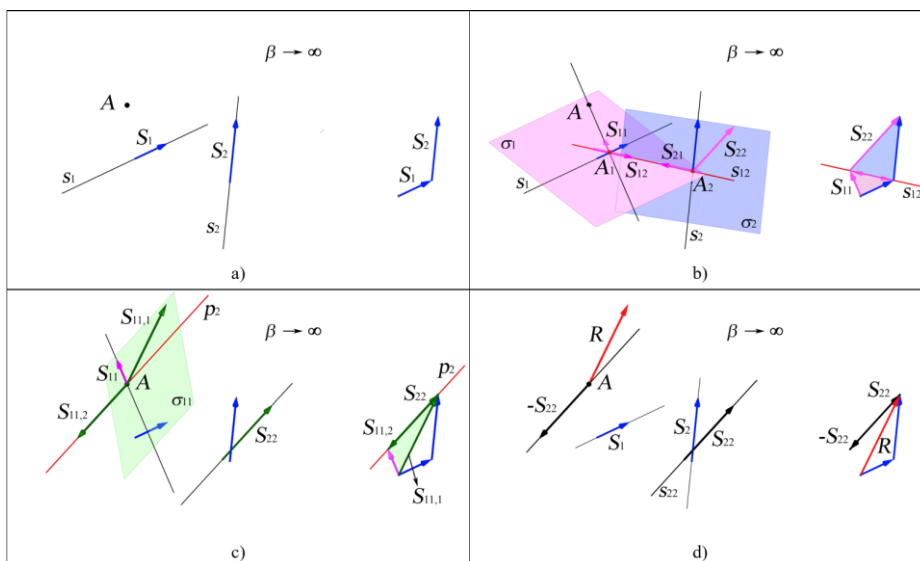 β → ∞
A
S1
S2
s1
s2
S2
S1
a)
β → ∞
A
σ1
S11
S21
S22
S12
A1
A2
s12
s1
s2
σ2
S22
S11
s12
b)
p2
β → ∞
S11,1
S11
A
S11,2
σ11
S22
p2
S22
S11,2
S11,1
c)
β → ∞
R
A
-S22
S1
S2
S22
s22
S22
-S22
R
d)